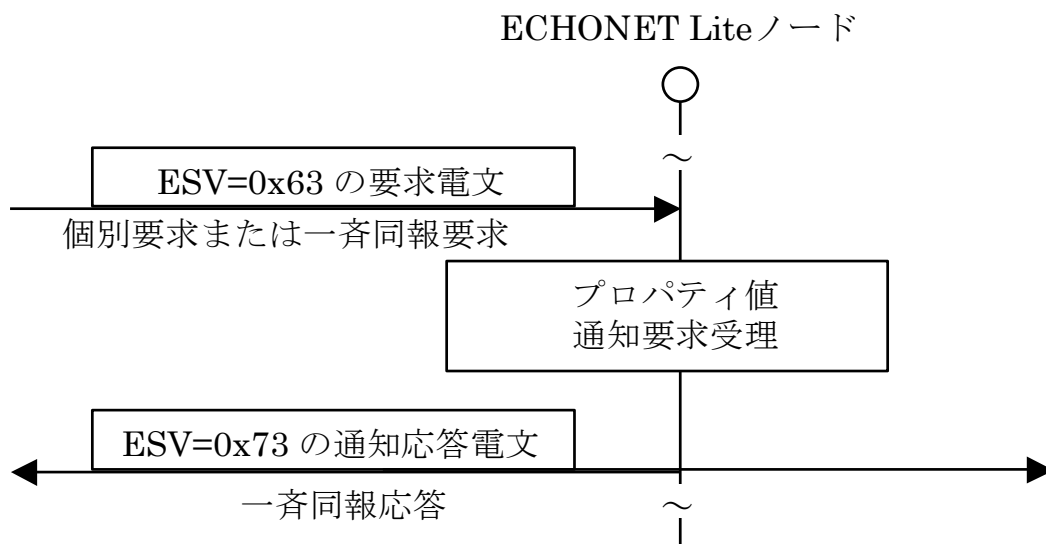 ECHONET Liteノード
～
ESV=0x63 の要求電文
個別要求または一斉同報要求
プロパティ値
通知要求受理
ESV=0x73 の通知応答電文
一斉同報応答
～